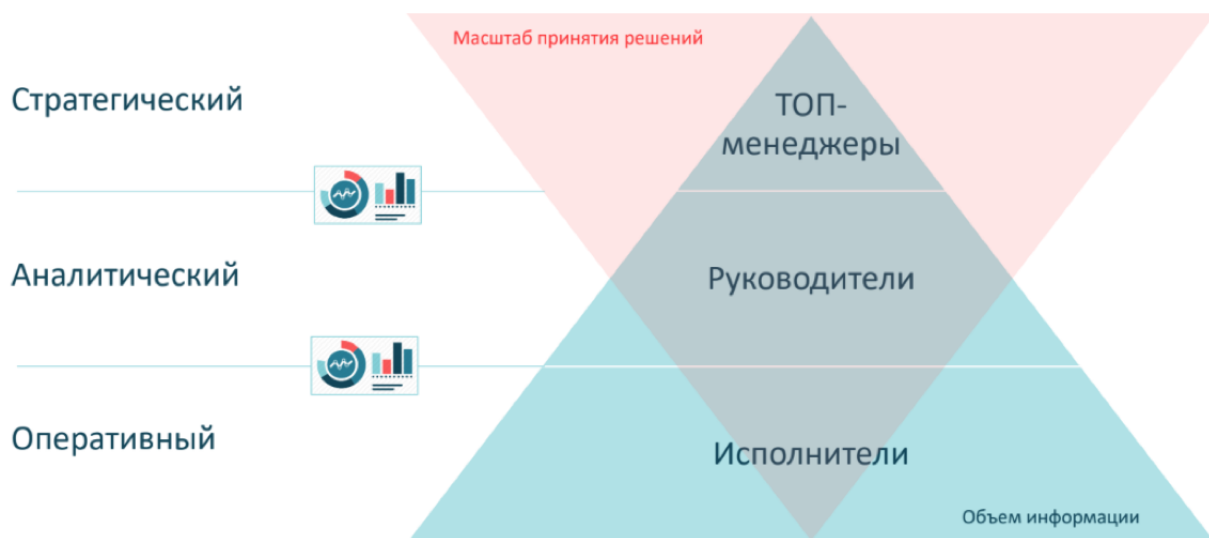 Масштаб принятия решений
Стратегический
ТОП-
менеджеры
Аналитический
Руководители
Оперативный
Исполнители
Объем информации